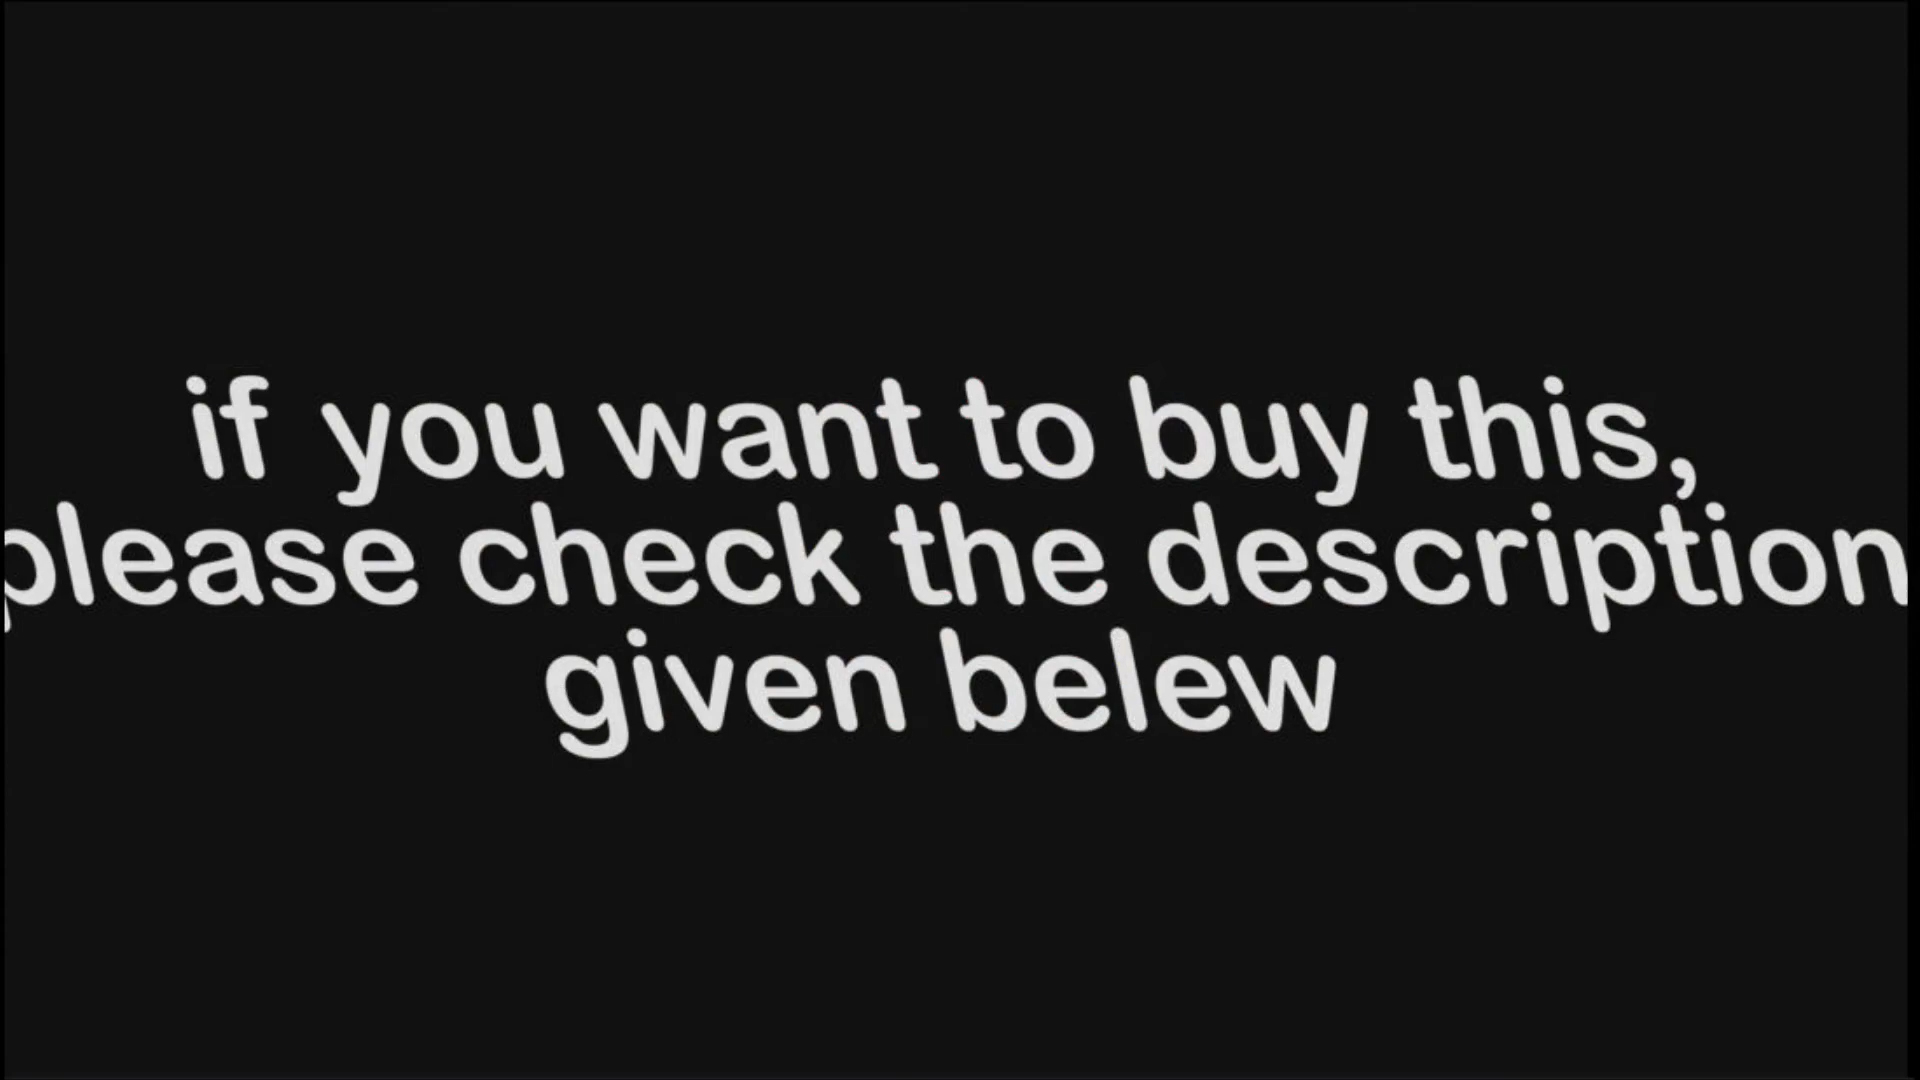 if you want to buy this,
please check the description
given belew